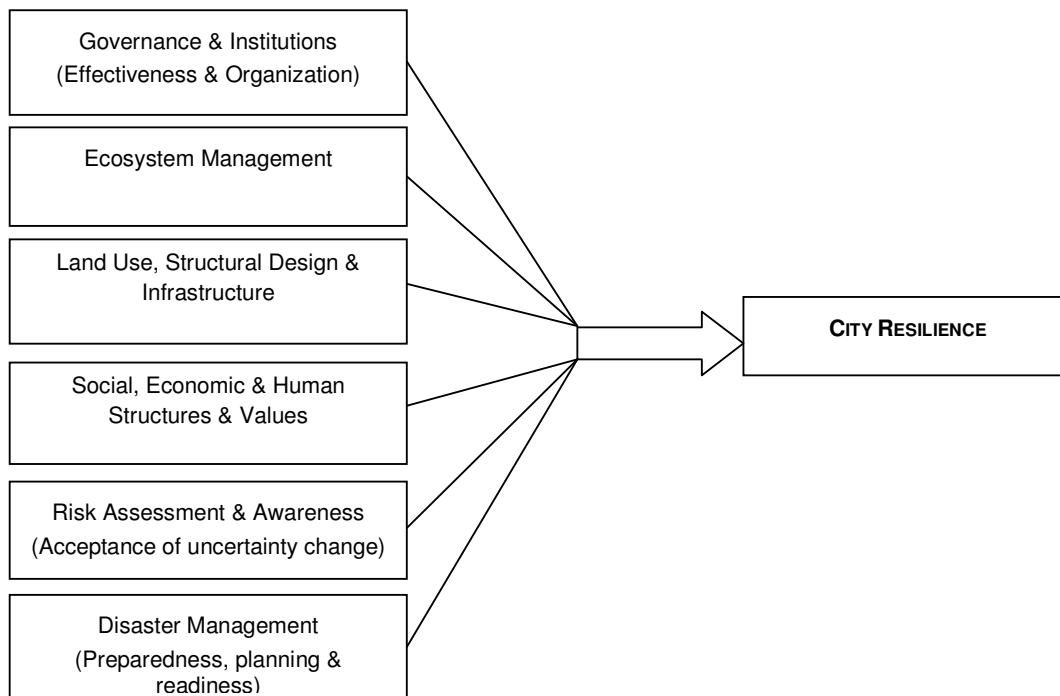 Governance & Institutions
(Effectiveness & Organization)
Ecosystem Management
Land Use, Structural Design &
Infrastructure
CITY RESILIENCE
Social, Economic & Human
Structures & Values
Risk Assessment & Awareness
(Acceptance of uncertainty change)
Disaster Management
(Preparedness, planning &
readiness)